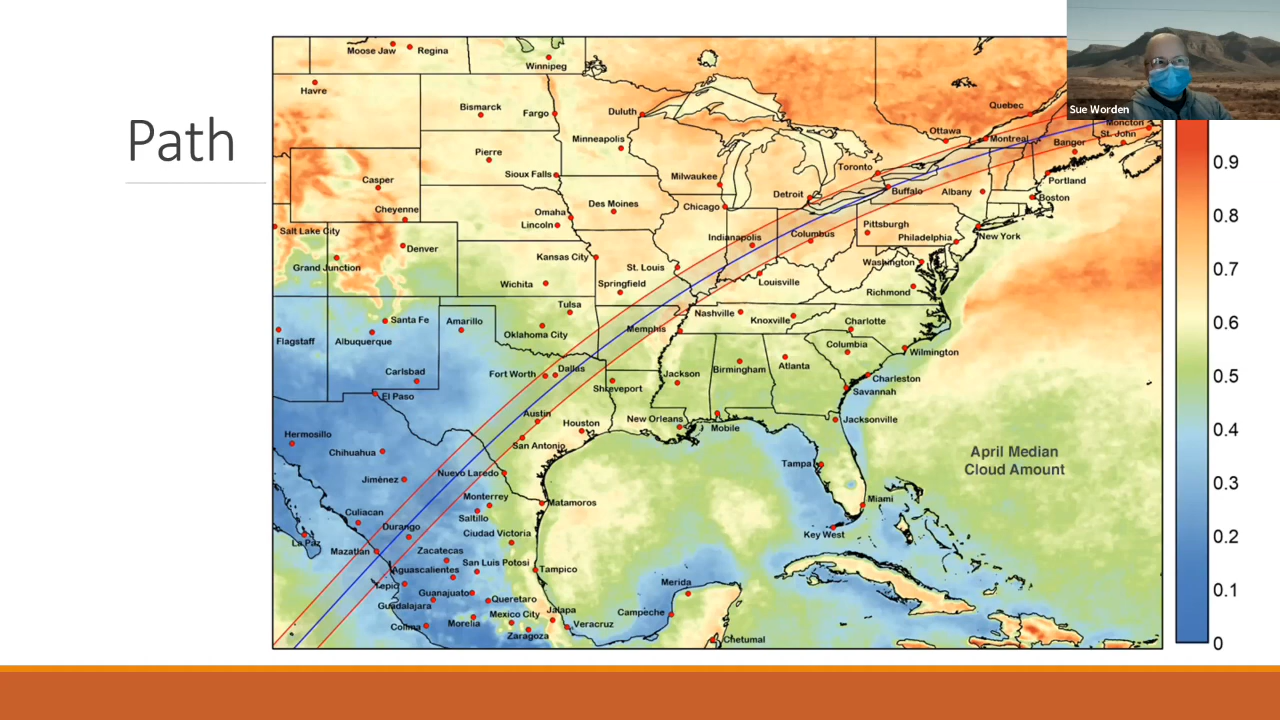 Path
Sue Worden
Moose Jaw
Regina
Winnipeg
Havre
Bismarck
Fargo
Duluth
Quebec
Moncton
Ottawa
Montreal
St. John
Bangor
Minneapolis
Pierre
Sioux Falls
Casper
Milwaukee
Toronto
Detroit
Buffalo
Albany
Portland
Boston
Cheyenne
Omaha
Lincoln
Des Moines
Chicago
Salt Lake City
Denver
Indianapolis
Columbus
Pittsburgh
Philadelphia
New York
Grand Junction
Kansas City
St. Louis
Washington
Wichita
Springfield
Louisville
Richmond
Tulsa
Santa Fe
Amarillo
Oklahoma City
Memphis
Nashville
Knoxville
Charlotte
Flagstaff
Albuquerque
Columbia
Wilmington
Carlsbad
Fort Worth
Dallas
Shreveport
Jackson
Birmingham
Atlanta
Charleston
Savannah
El Paso
Austin
Houston
New Orleans
Mobile
Jacksonville
Hermosillo
Chihuahua
San Antonio
Tampa
Jiménez
Nuevo Laredo
Monterrey
Matamoros
Miami
Culiacan
Saltillo
Durango
Ciudad Victoria
Key West
La Paz
Mazatlan
Zacatecas
San Luis Potosi
Tampico
Aguascalientes
Tepic
Guanajuato
Queretaro
Merida
Guadalajara
Mexico City
Jalapa
Campeche
Colima
Morelia
Zaragoza
Veracruz
Chetumal
April Median
Cloud Amount
0.9
0.8
0.7
0.6
0.5
0.4
0.3
0.2
0.1
0